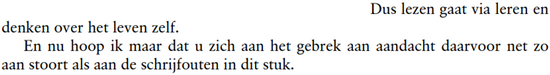 Dus lezen gaat via leren en
denken over het leven zelf.
En nu hoop ik maar dat u zich aan het gebrek aan aandacht daarvoor net zo
aan stoort als aan de schrijfouten in dit stuk.